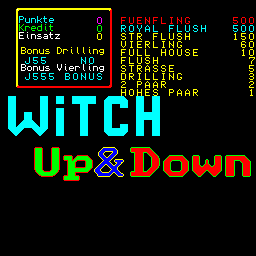 Punkte 0
Kredit 0
Einsatz 0
Bonus Drilling
J55 NO
Bonus Vierling
J555 BONUS
FUENFLING 500
ROYAL FLUSH 500
STR FLUSH 150
VIERLING 60
FULL HOUSE 10
FLUSH 7
STRASSE 5
DRILLING 3
2 PAAR 2
HOHES PAAR 1
WiTCH
Up&Down